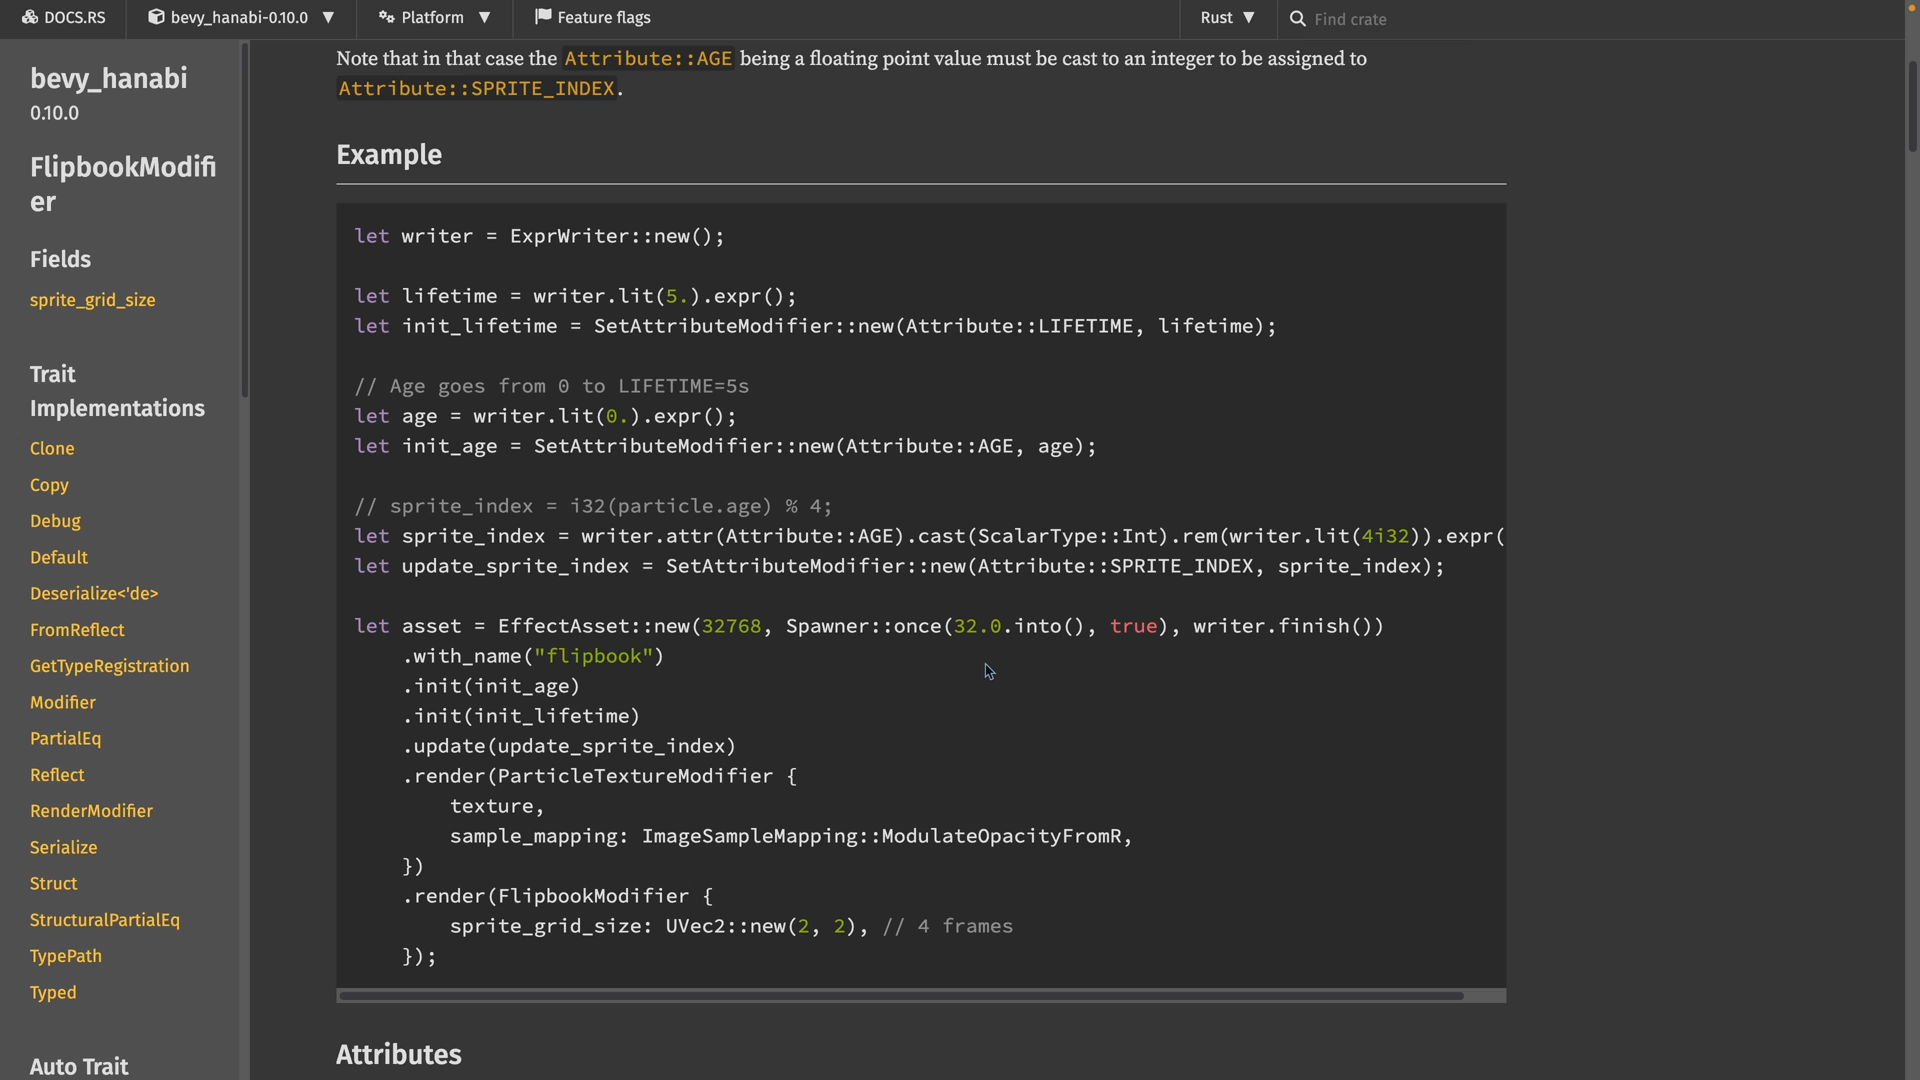 DOCS.RS bevy_hanabi-0.10.0 Platform Feature flags Rust Find crate
bevy_hanabi
0.10.0
FlipbookModifi
er
Fields
sprite_grid_size
Trait
Implementations
Clone
Copy
Debug
Default
Deserialize<'de>
FromReflect
GetTypeRegistration
Modifier
PartialEq
Reflect
RenderModifier
Serialize
Struct
StructuralPartialEq
TypePath
Typed
Auto Trait
Note that in that case the Attribute::AGE being a floating point value must be cast to an integer to be assigned to
Attribute::SPRITE_INDEX.
Example
let writer = ExprWriter::new();
let lifetime = writer.lit(5.).expr();
let init_lifetime = SetAttributeModifier::new(Attribute::LIFETIME, lifetime);
// Age goes from 0 to LIFETIME=5s
let age = writer.lit(0.).expr();
let init_age = SetAttributeModifier::new(Attribute::AGE, age);
// sprite_index = i32(particle.age) % 4;
let sprite_index = writer.attr(Attribute::AGE).cast(ScalarType::Int).rem(writer.lit(4i32)).expr(
let update_sprite_index = SetAttributeModifier::new(Attribute::SPRITE_INDEX, sprite_index);
let asset = EffectAsset::new(32768, Spawner::once(32.0.into(), true), writer.finish())
    .with_name("flipbook")
    .init(init_age)
    .init(init_lifetime)
    .update(update_sprite_index)
    .render(ParticleTextureModifier {
        texture,
        sample_mapping: ImageSampleMapping::ModulateOpacityFromR,
    })
    .render(FlipbookModifier {
        sprite_grid_size: UVec2::new(2, 2), // 4 frames
    });
Attributes